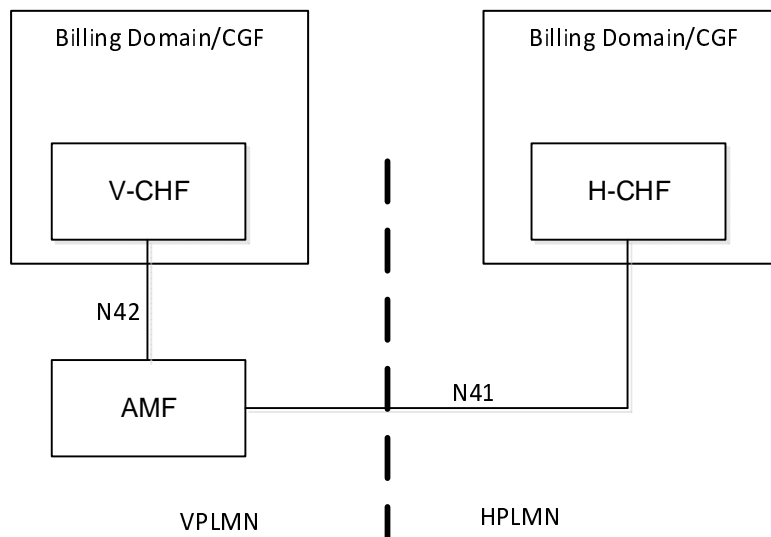 Billing Domain/CGF
Billing Domain/CGF
V-CHF
H-CHF
N42
AMF
N41
VPLMN
HPLMN